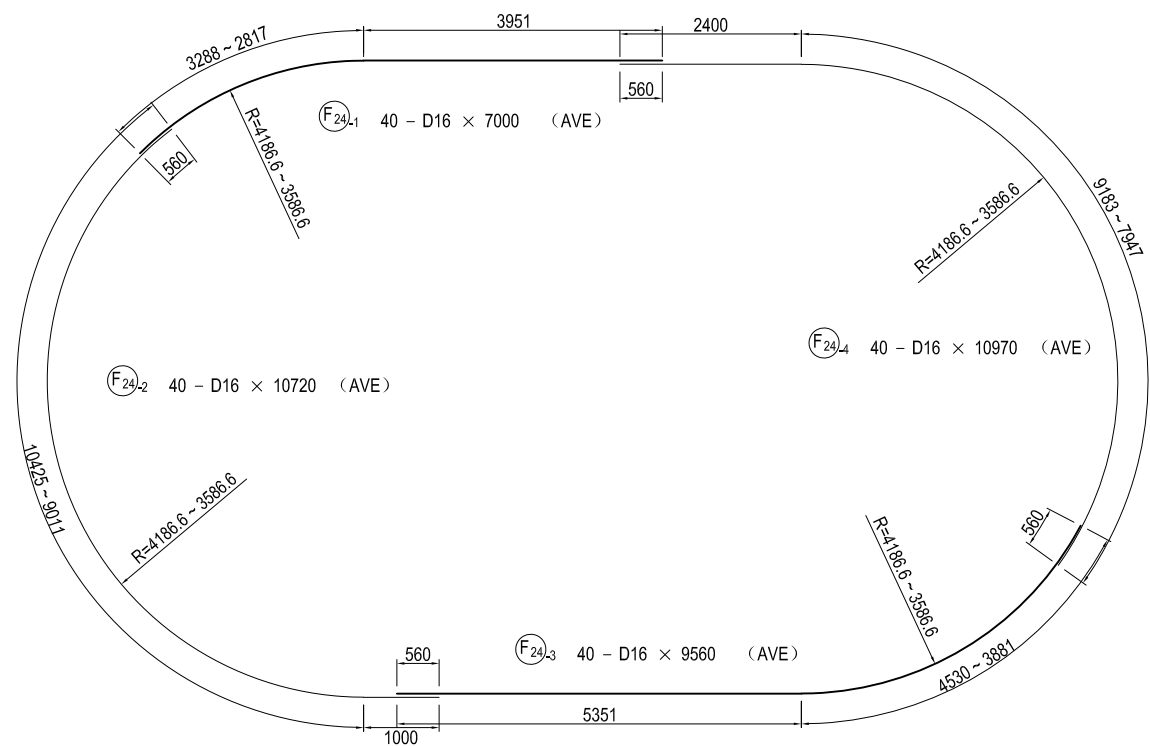 3951
2400
3288 ~ 2817
560
F24-1 40 – D16 × 7000 （AVE）
560
R=4186.6 ~ 3586.6
9183 ~ 7947
R=4186.6 ~ 3586.6
F24-4 40 – D16 × 10970 （AVE）
F24-2 40 – D16 × 10720 （AVE）
10425 ~ 9011
R=4186.6 ~ 3586.6
560
R=4186.6 ~ 3586.6
560
F24-3 40 – D16 × 9560 （AVE）
4530 ~ 3881
5351
1000